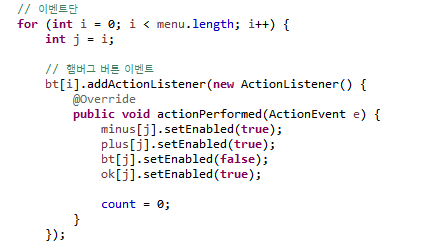 // 이벤트단
for (int i = 0; i < menu.length; i++) {
int j = i;
// 햄버그 버튼 이벤트
bt[i].addActionListener(new ActionListener() {
@Override
public void actionPerformed(ActionEvent e) {
minus[j].setEnabled(true);
plus[j].setEnabled(true);
bt[j].setEnabled(false);
ok[j].setEnabled(true);
count = 0;
}
});